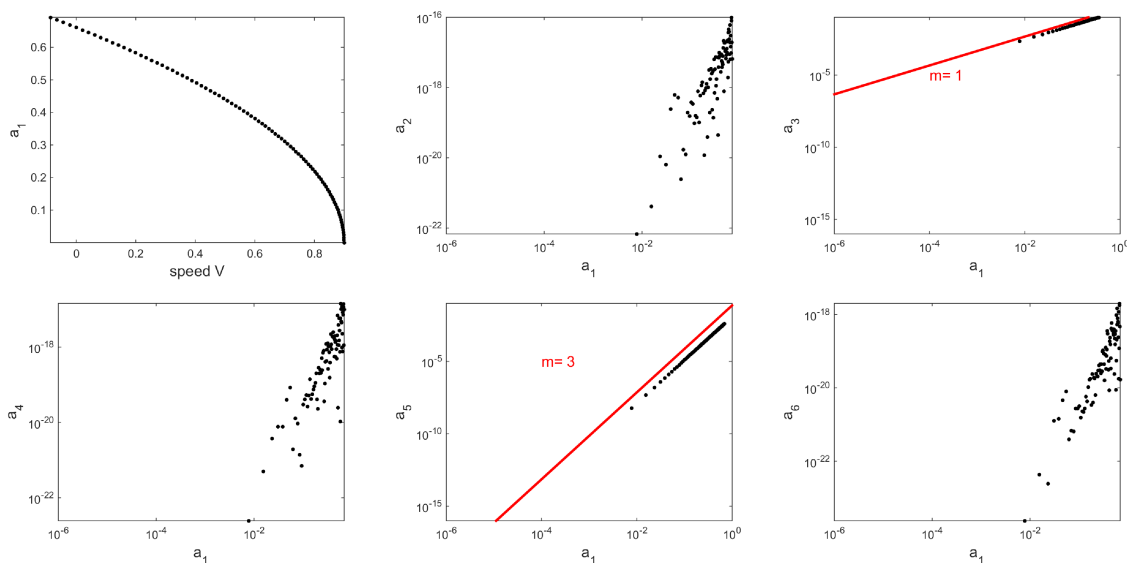 0.6
0.5
0.4
0.3
0.2
0.1
a₁
0 0.2 0.4 0.6 0.8
speed V
10⁻¹⁶
10⁻¹⁸
10⁻²⁰
10⁻²²
a₂
10⁻⁶ 10⁻⁴ 10⁻²
a₁
10⁻⁵
10⁻¹⁰
10⁻¹⁵
a₃
m= 1
10⁻⁶ 10⁻⁴ 10⁻² 10⁰
a₁
10⁻¹⁸
10⁻²⁰
10⁻²²
a₄
10⁻⁶ 10⁻² 
a₁
10⁻⁵
10⁻¹⁰
10⁻¹⁵
a₅
m= 3
10⁻⁶ 10⁻⁴ 10⁻² 10⁰
a₁
10⁻¹⁸
10⁻²⁰
10⁻²²
a₆
10⁻⁶ 10⁻⁴ 10⁻²
a₁